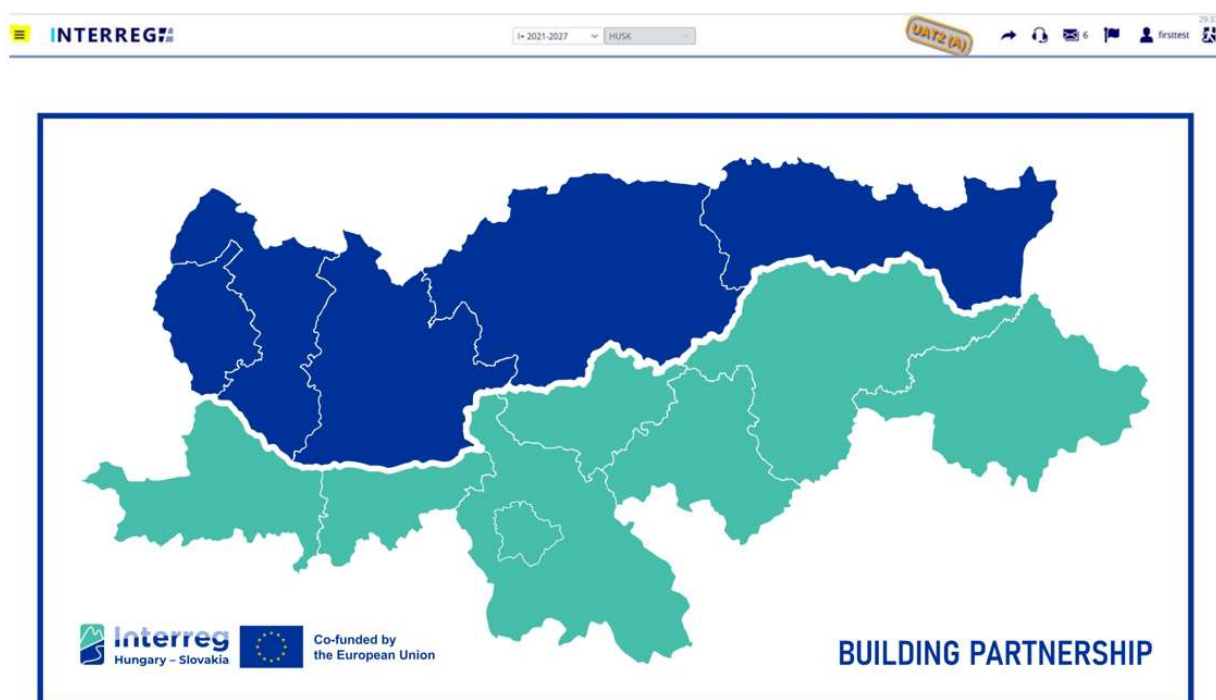 INTERREG+
I+ 2021-2027
HUSK
UAT2 (A)
6
firsttest
Interreg
Hungary – Slovakia
Co-funded by
the European Union
BUILDING PARTNERSHIP